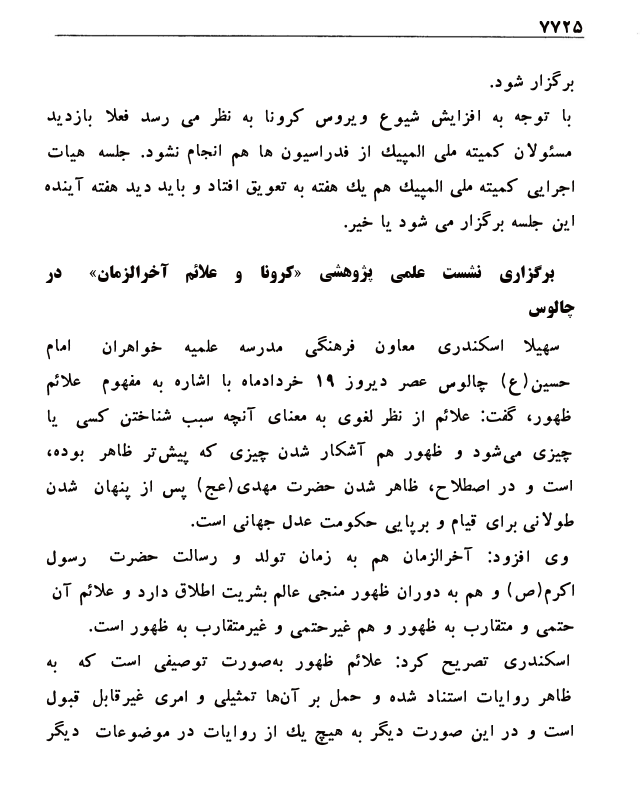 ۷۷۲۵
برگزار شود.
با توجه به افزایش شیوع ویروس کرونا به نظر می رسد فعلا بازدید
مسئولان کمیته ملی المپیک از فدراسیون ها هم انجام نشود. جلسه هیات
اجرایی کمیته ملی المپیک هم یک هفته به تعویق افتاد و باید دید هفته آینده
این جلسه برگزار می شود یا خیر.
برگزاری نشست علمی پژوهشی «کرونا و علائم آخرالزمان» در
چالوس
سهیلا اسکندری معاون فرهنگی مدرسه علمیه خواهران امام
حسین(ع) چالوس عصر دیروز ۱۹ خردادماه با اشاره به مفهوم علائم
ظهور، گفت: علائم از نظر لغوی به معنای آنچه سبب شناختن کسی یا
چیزی می‌شود و ظهور هم آشکار شدن چیزی که پیش‌تر ظاهر بوده،
است و در اصطلاح، ظاهر شدن حضرت مهدی(عج) پس از پنهان شدن
طولانی برای قیام و برپایی حکومت عدل جهانی است.
وی افزود: آخرالزمان هم به زمان تولد و رسالت حضرت رسول
اکرم(ص) و هم به دوران ظهور منجی عالم بشریت اطلاق دارد و علائم آن
حتمی و متقارب به ظهور و هم غیرحتمی و غیرمتقارب به ظهور است.
اسکندری تصریح کرد: علائم ظهور به‌صورت توصیفی است که به
ظاهر روایات استناد شده و حمل بر آن‌ها تمثیلی و امری غیرقابل قبول
است و در این صورت دیگر به هیچ یک از روایات در موضوعات دیگر